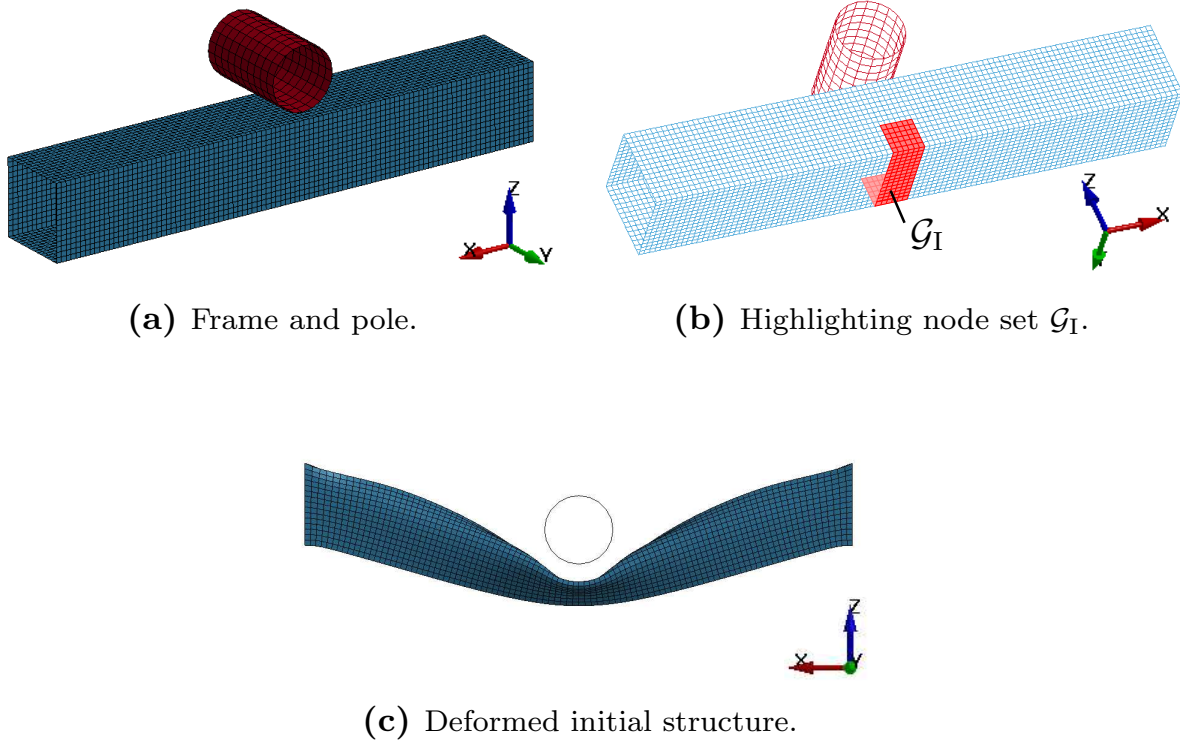 Z
X
Y
Z
X
Y
𝒢I
(a) Frame and pole.
(b) Highlighting node set 𝒢I.
Z
X
Y
(c) Deformed initial structure.